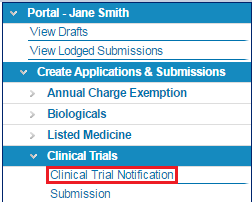 Portal - Jane Smith
View Drafts
View Lodged Submissions
Create Applications & Submissions
Annual Charge Exemption
Biologicals
Listed Medicine
Clinical Trials
Clinical Trial Notification
Submission